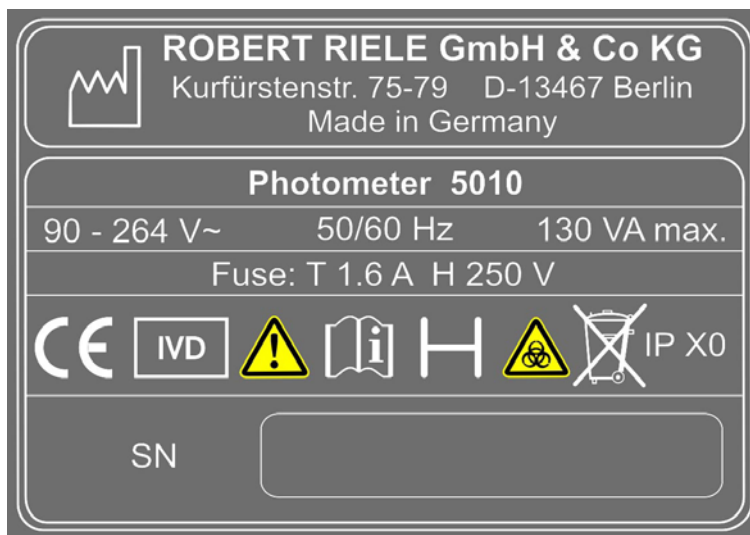 ROBERT RIELE GmbH & Co KG
Kurfürstenstr. 75-79 D-13467 Berlin
Made in Germany
Photometer 5010
90 - 264 V~ 50/60 Hz 130 VA max.
Fuse: T 1.6 A H 250 V
CE IVD ! i H IP X0
SN